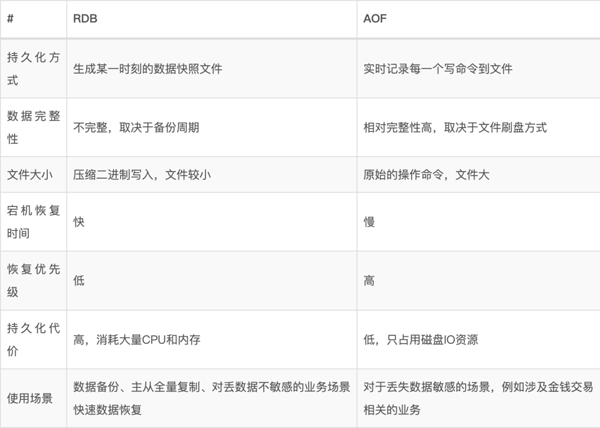 # RDB AOF
持久化方式 生成某一时刻的数据快照文件 实时记录每一个写命令到文件
数据完整性 不完整，取决于备份周期 相对完整性高，取决于文件刷盘方式
文件大小 压缩二进制写入，文件较小 原始的操作命令，文件大
宕机恢复时间 快 慢
恢复优先级 低 高
持久化代价 高，消耗大量CPU和内存 低，只占用磁盘IO资源
使用场景 数据备份、主从全量复制、对丢数据不敏感的业务场景快速数据恢复 对于丢失数据敏感的场景，例如涉及金钱交易相关的业务